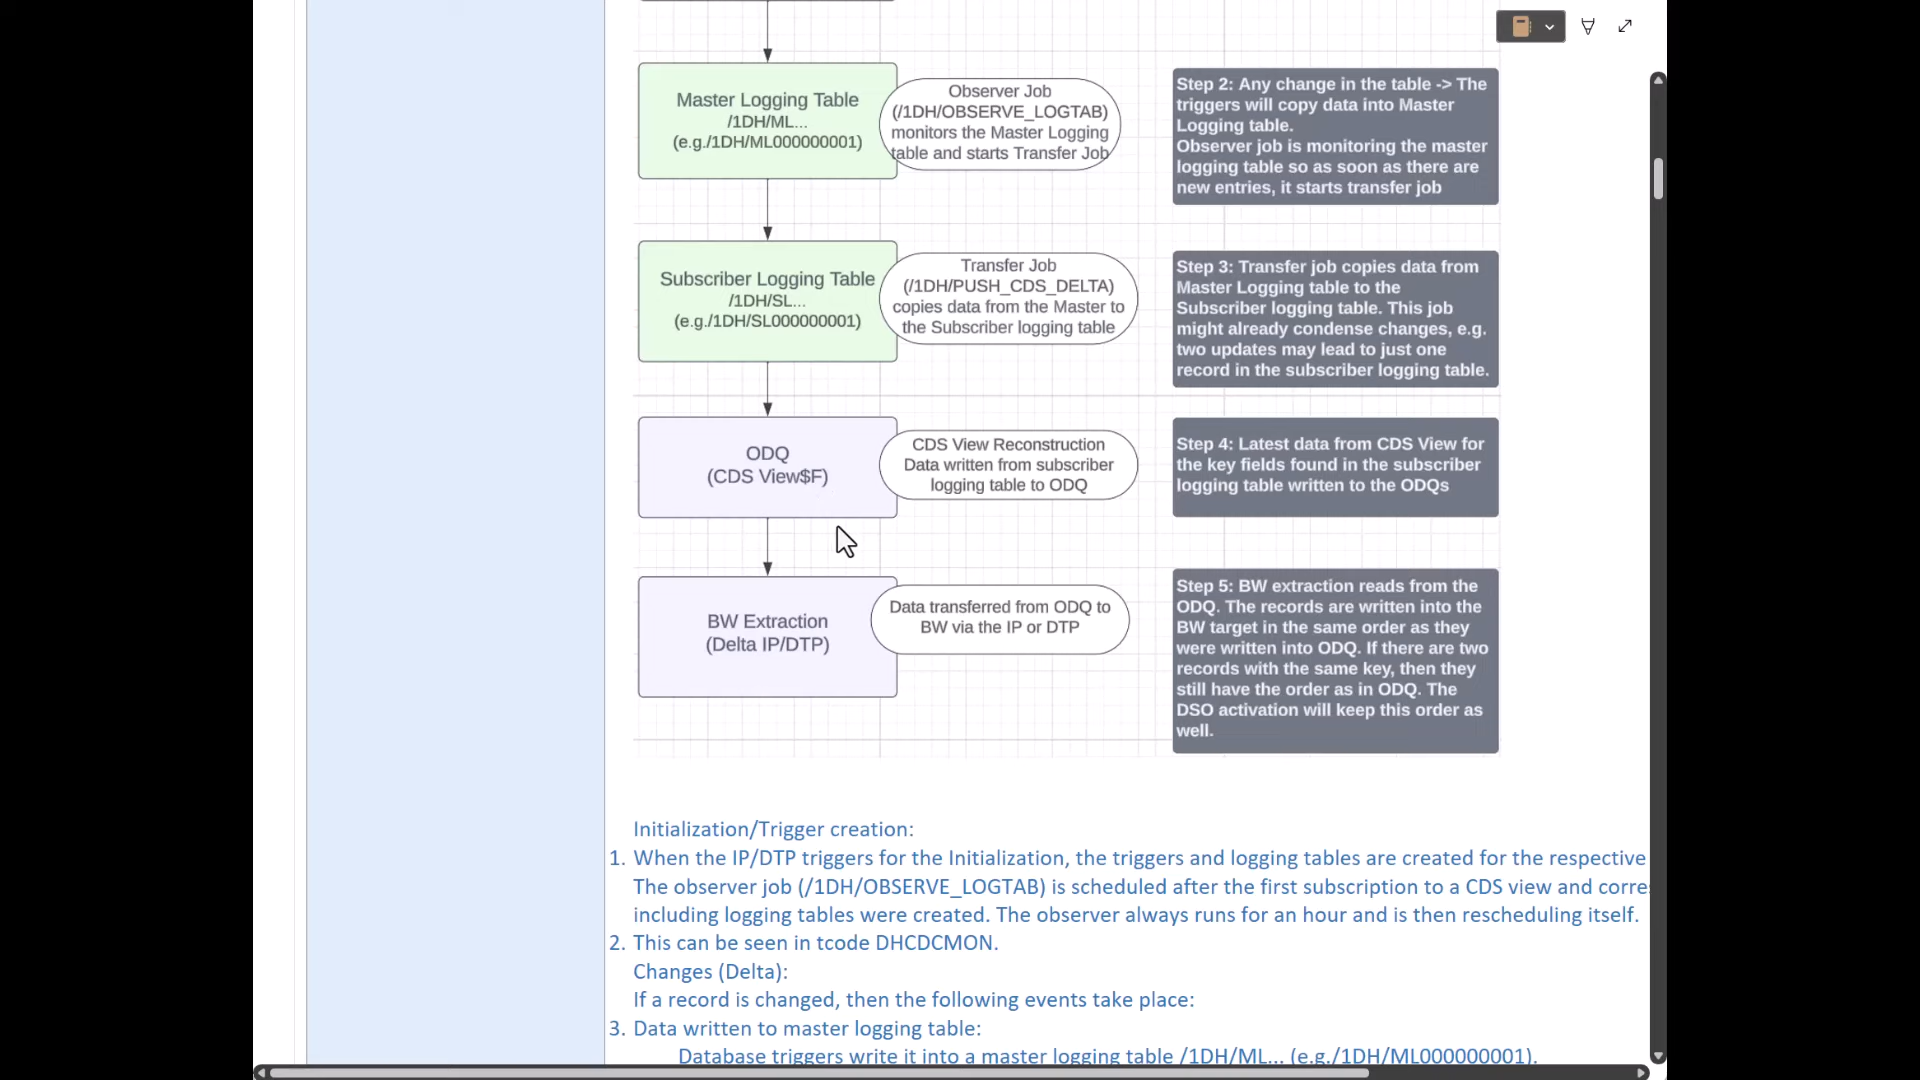 Master Logging Table
/1DH/ML...
(e.g./1DH/ML000000001)
Observer Job
(/1DH/OBSERVE_LOGTAB)
monitors the Master Logging
table and starts Transfer Job
Step 2: Any change in the table -> The
triggers will copy data into Master
Logging table.
Observer job is monitoring the master
logging table so as soon as there are
new entries, it starts transfer job
Subscriber Logging Table
/1DH/SL...
(e.g./1DH/SL000000001)
Transfer Job
(/1DH/PUSH_CDS_DELTA)
copies data from the Master to
the Subscriber logging table
Step 3: Transfer job copies data from
Master Logging table to the
Subscriber logging table. This job
might already condense changes, e.g.
two updates may lead to just one
record in the subscriber logging table.
ODQ
(CDS View$F)
CDS View Reconstruction
Data written from subscriber
logging table to ODQ
Step 4: Latest data from CDS View for
the key fields found in the subscriber
logging table written to the ODQs
BW Extraction
(Delta IP/DTP)
Data transferred from ODQ to
BW via the IP or DTP
Step 5: BW extraction reads from the
ODQ. The records are written into the
BW target in the same order as they
were written into ODQ. If there are two
records with the same key, then they
still have the order as in ODQ. The
DSO activation will keep this order as
well.
Initialization/Trigger creation:
1. When the IP/DTP triggers for the Initialization, the triggers and logging tables are created for the respective
The observer job (/1DH/OBSERVE_LOGTAB) is scheduled after the first subscription to a CDS view and corre
including logging tables were created. The observer always runs for an hour and is then rescheduling itself.
2. This can be seen in tcode DHCDCMON.
Changes (Delta):
If a record is changed, then the following events take place:
3. Data written to master logging table:
Database triggers write it into a master logging table /1DH/ML... (e.g./1DH/ML000000001).